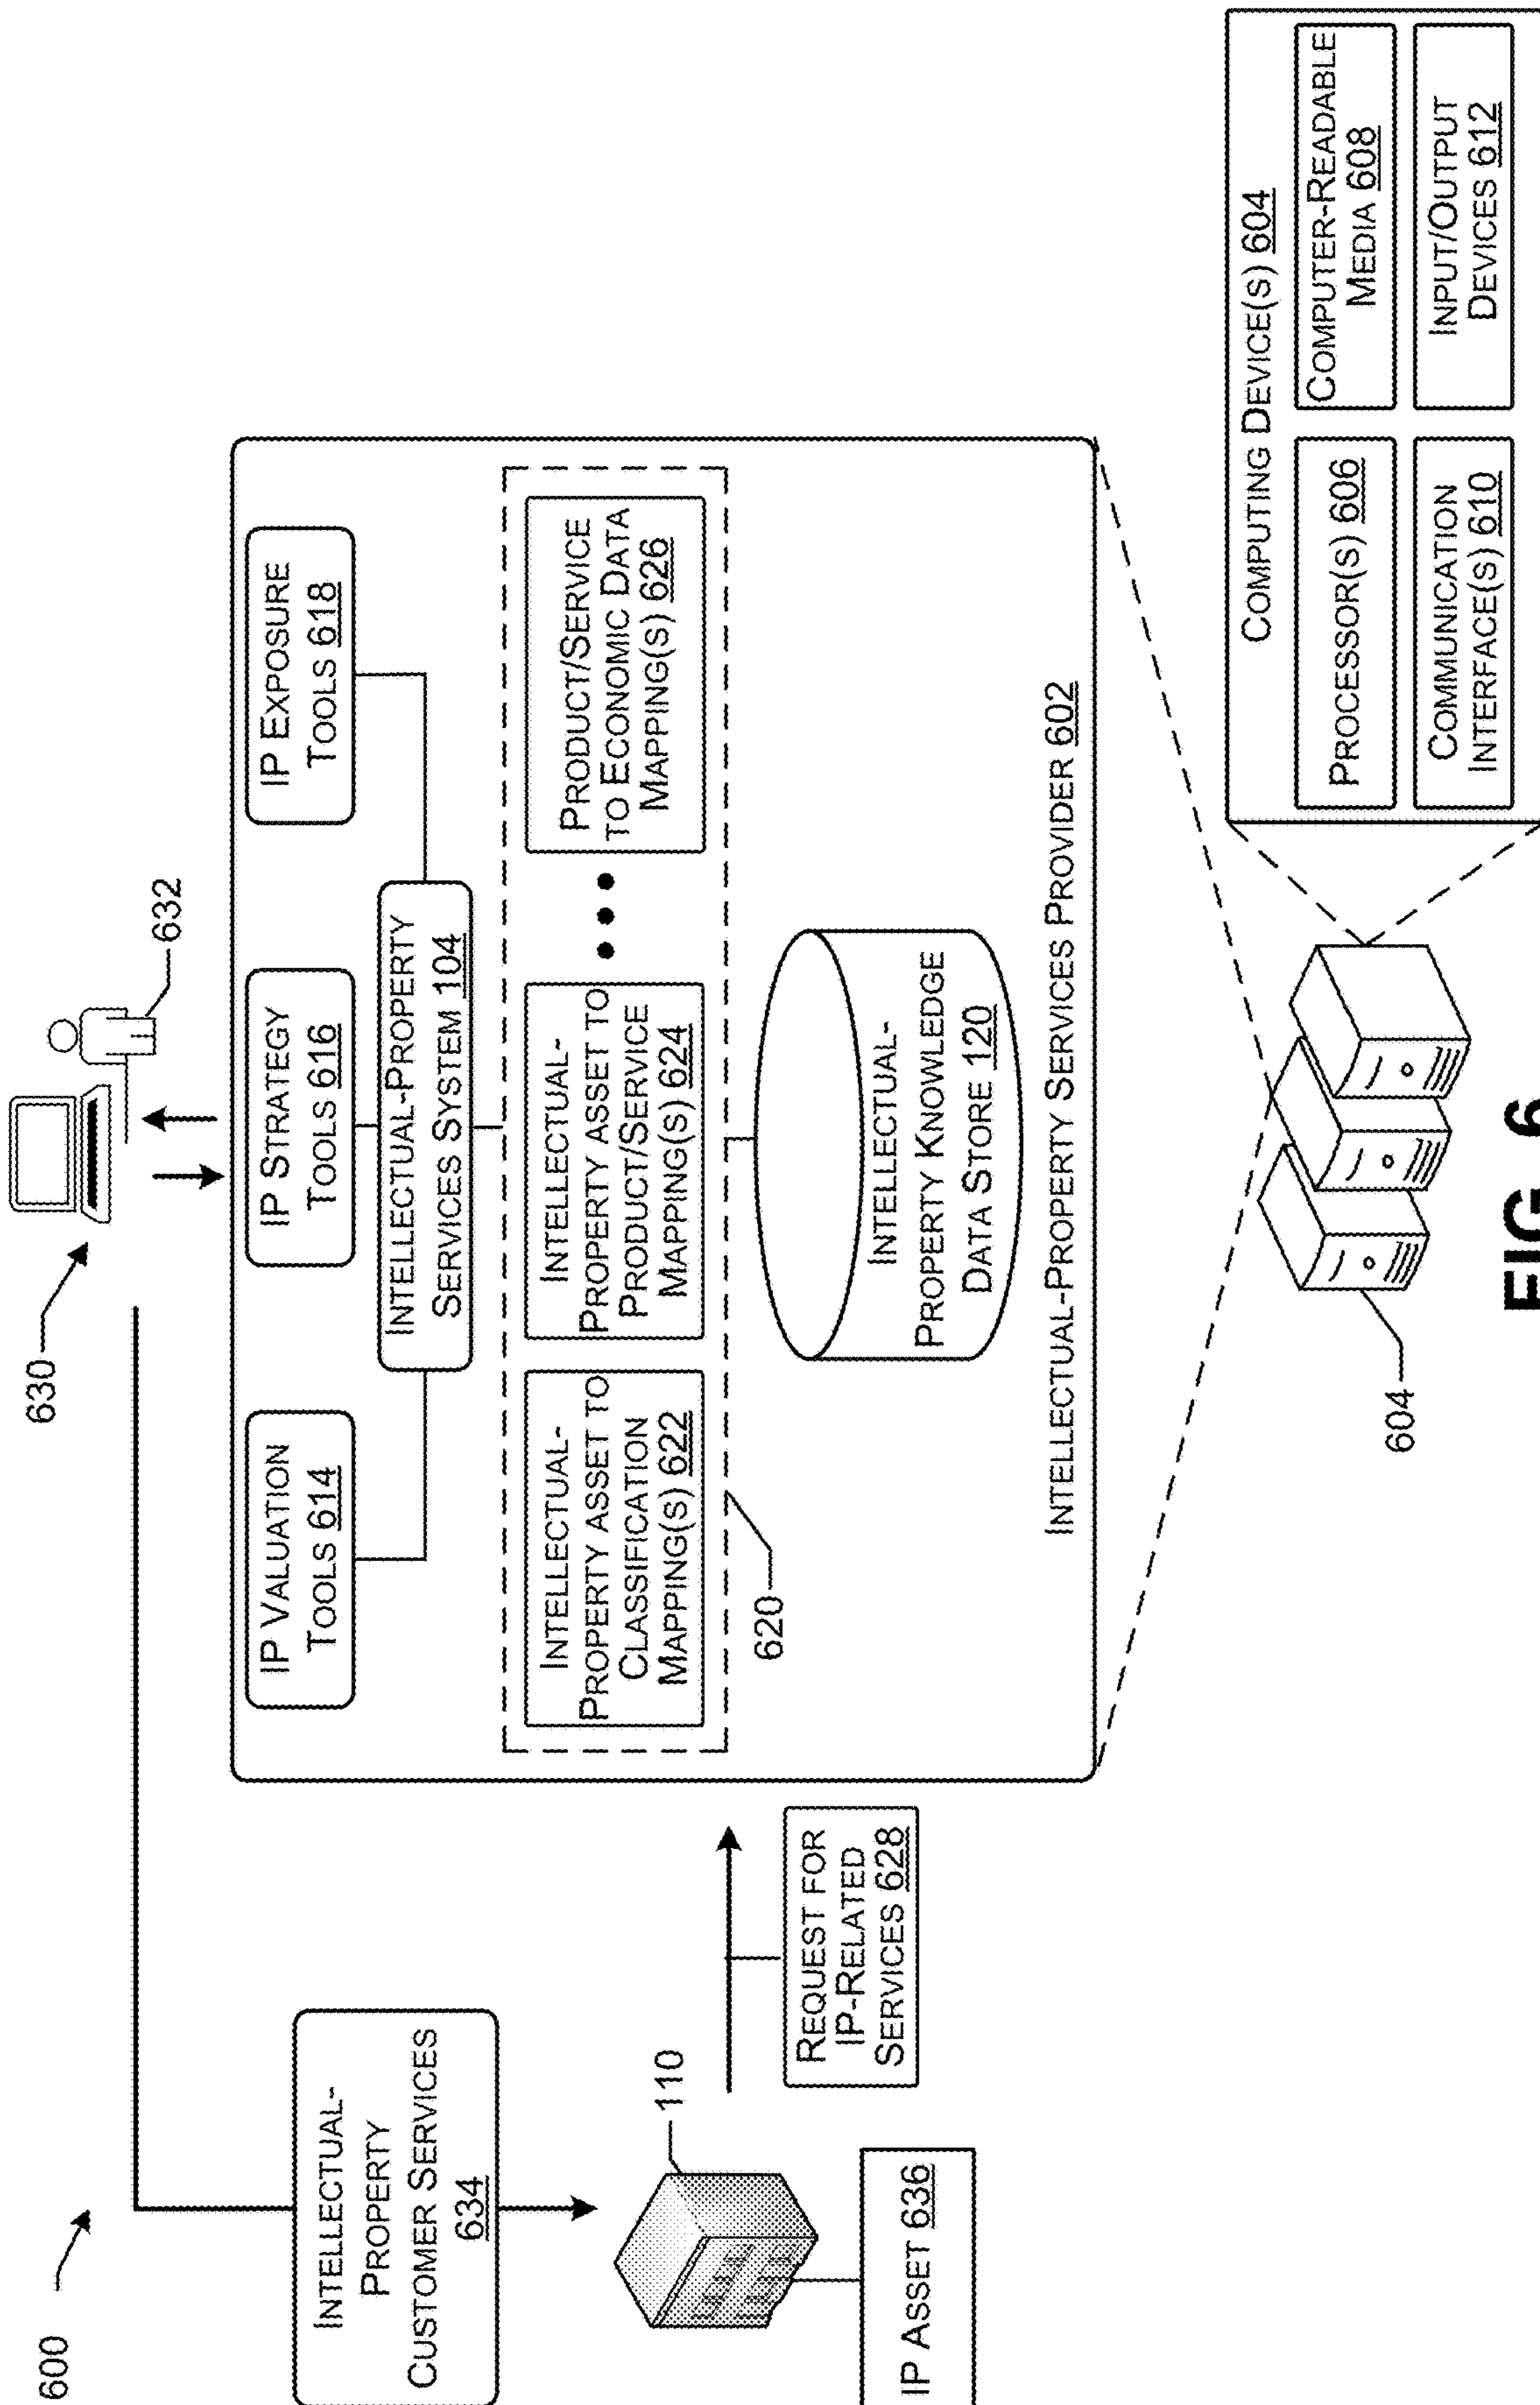 600
630
632
INTELLECTUAL-
PROPERTY
CUSTOMER SERVICES
634
110
IP ASSET 636
REQUEST FOR
IP-RELATED
SERVICES 628
IP VALUATION
TOOLS 614
IP STRATEGY
TOOLS 616
IP EXPOSURE
TOOLS 618
INTELLECTUAL-PROPERTY
SERVICES SYSTEM 104
INTELLECTUAL-
PROPERTY ASSET TO
CLASSIFICATION
MAPPING(S) 622
INTELLECTUAL-
PROPERTY ASSET TO
PRODUCT/SERVICE
MAPPING(S) 624
PRODUCT/SERVICE
TO ECONOMIC DATA
MAPPING(S) 626
620
INTELLECTUAL-
PROPERTY KNOWLEDGE
DATA STORE 120
INTELLECTUAL-PROPERTY SERVICES PROVIDER 602
604
COMPUTING DEVICE(S) 604
PROCESSOR(S) 606
COMPUTER-READABLE
MEDIA 608
COMMUNICATION
INTERFACE(S) 610
INPUT/OUTPUT
DEVICES 612
FIG. 6